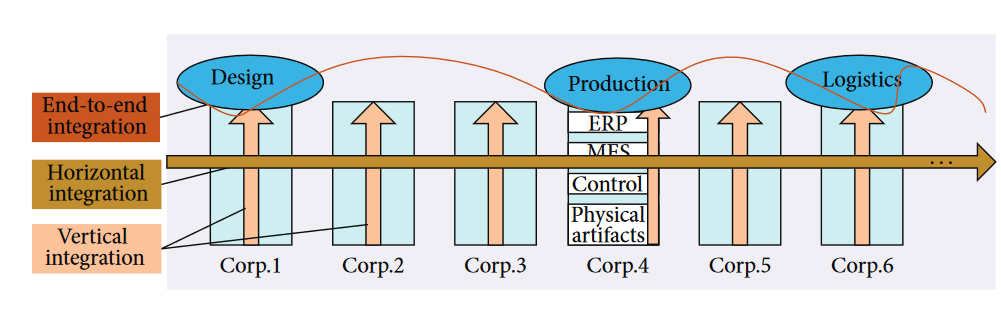 Design
Production
Logistics
End-to-end
integration
ERP
MES
Horizontal
integration
...
Control
Physical
artifacts
Vertical
integration
Corp.1
Corp.2
Corp.3
Corp.4
Corp.5
Corp.6